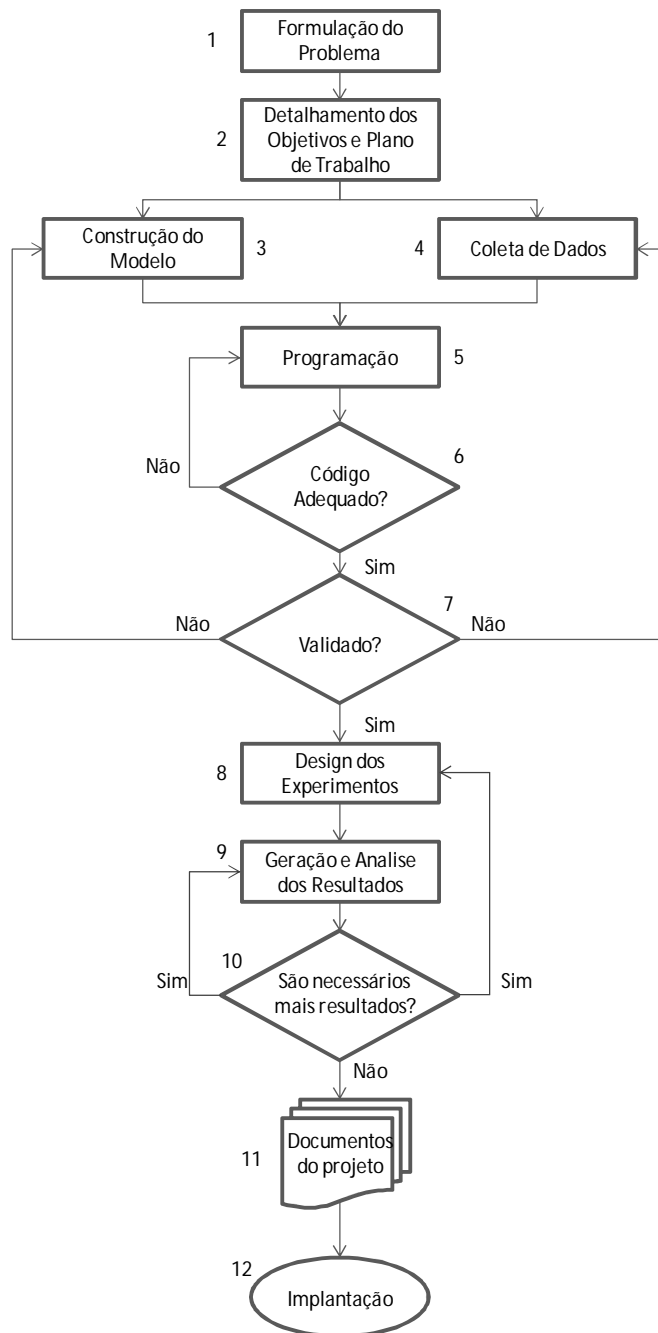 1
Formulação do
Problema
2
Detalhamento dos
Objetivos e Plano
de Trabalho
Construção do
Modelo
3
4
Coleta de Dados
Programação
5
Não
6
Código
Adequado?
Sim
7
Não
Validado?
Não
Sim
8
Design dos
Experimentos
9
Geração e Analise
dos Resultados
10
Sim
São necessários
mais resultados?
Sim
Não
11
Documentos
do projeto
12
Implantação